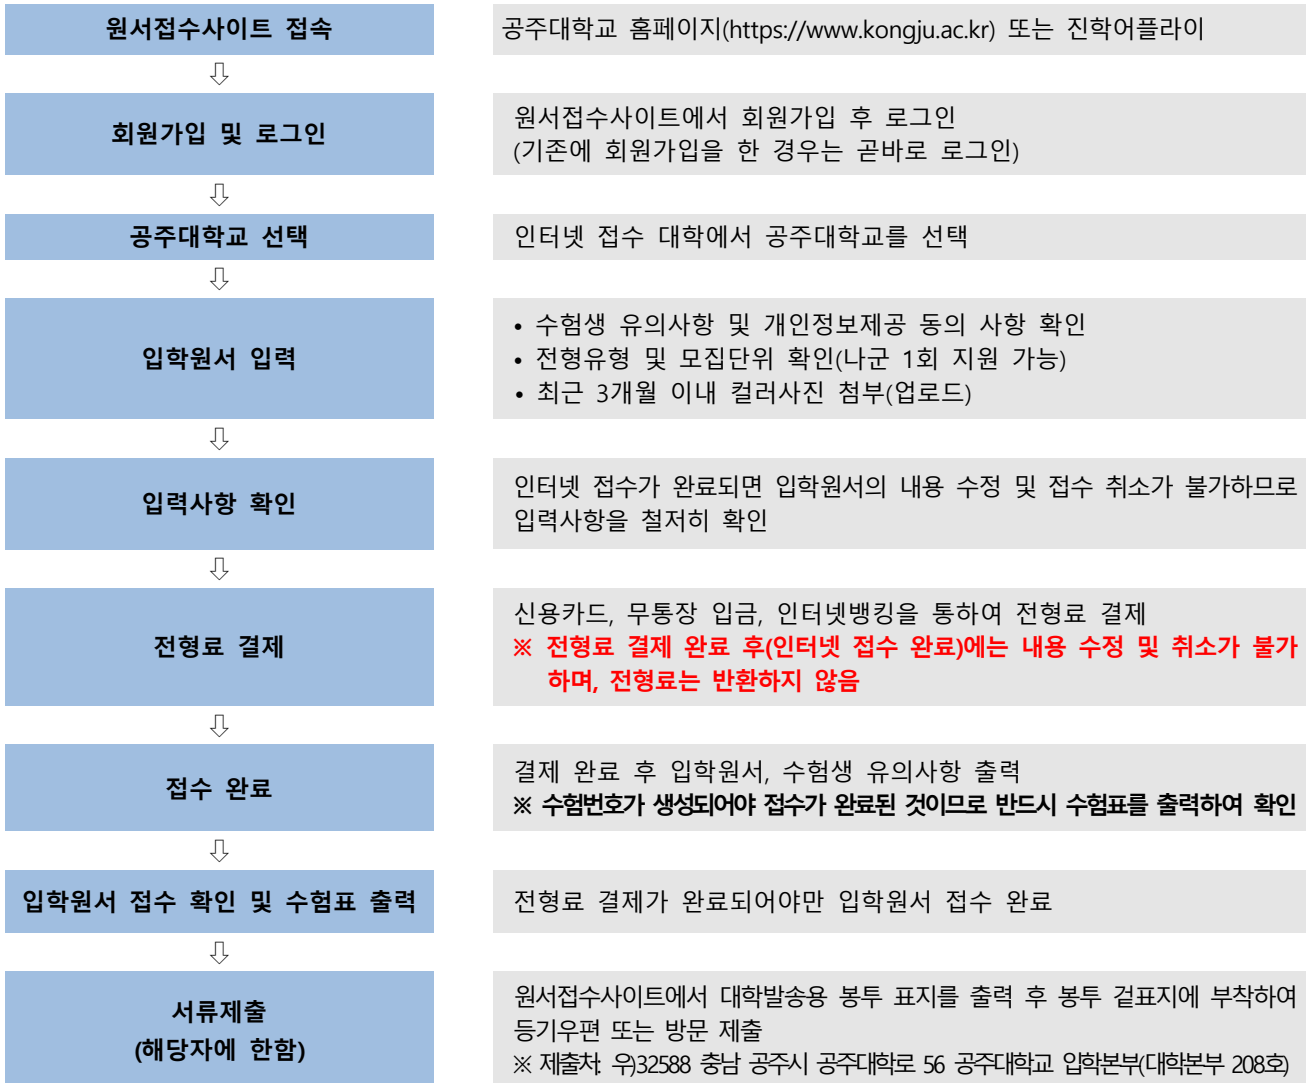 원서접수사이트 접속
공주대학교 홈페이지(https://www.kongju.ac.kr) 또는 진학어플라이
⇩
회원가입 및 로그인
원서접수사이트에서 회원가입 후 로그인
(기존에 회원가입을 한 경우는 곧바로 로그인)
⇩
공주대학교 선택
인터넷 접수 대학에서 공주대학교를 선택
⇩
입학원서 입력
• 수험생 유의사항 및 개인정보제공 동의 사항 확인
• 전형유형 및 모집단위 확인(나군 1회 지원 가능)
• 최근 3개월 이내 컬러사진 첨부(업로드)
⇩
입력사항 확인
인터넷 접수가 완료되면 입학원서의 내용 수정 및 접수 취소가 불가하므로
입력사항을 철저히 확인
⇩
전형료 결제
신용카드, 무통장 입금, 인터넷뱅킹을 통하여 전형료 결제
※ 전형료 결제 완료 후(인터넷 접수 완료)에는 내용 수정 및 취소가 불가
하며, 전형료는 반환하지 않음
⇩
접수 완료
결제 완료 후 입학원서, 수험생 유의사항 출력
※ 수험번호가 생성되어야 접수가 완료된 것이므로 반드시 수험표를 출력하여 확인
⇩
입학원서 접수 확인 및 수험표 출력
전형료 결제가 완료되어야만 입학원서 접수 완료
⇩
서류제출
(해당자에 한함)
원서접수사이트에서 대학발송용 봉투 표지를 출력 후 봉투 겉표지에 부착하여
등기우편 또는 방문 제출
※ 제출처: 우)32588 충남 공주시 공주대학로 56 공주대학교 입학본부(대학본부 208호)